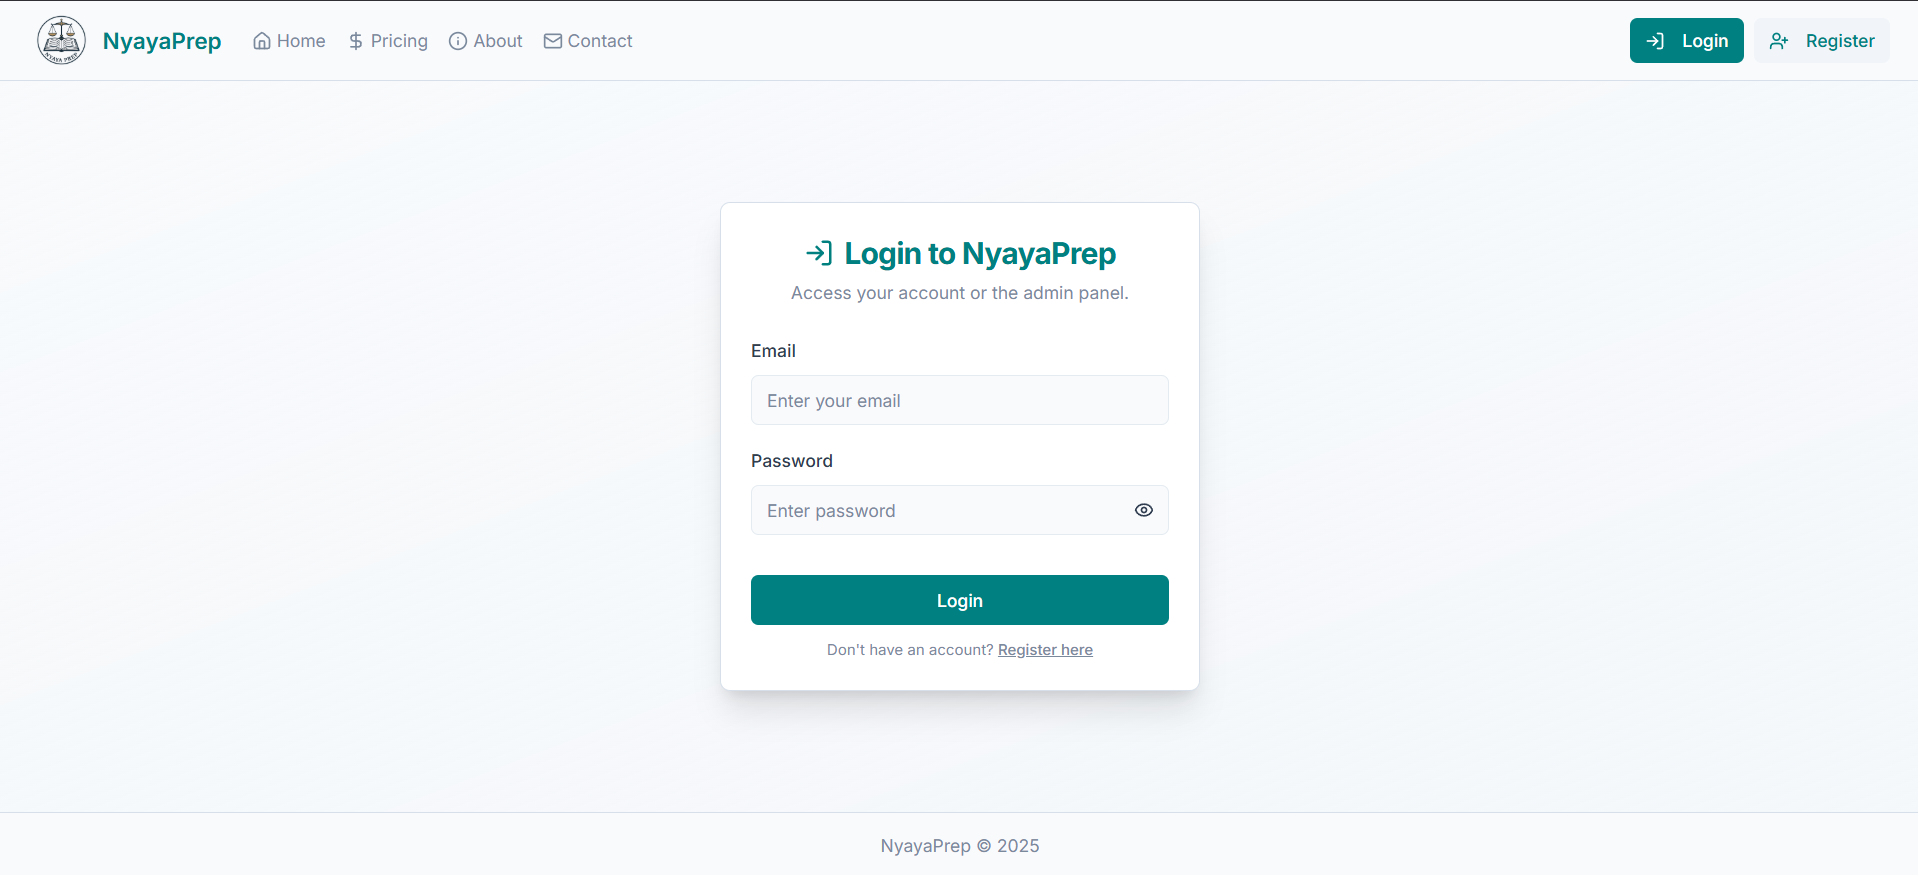 NYAYA PREP
NyayaPrep
Home
Pricing
About
Contact
Login
Register
Login to NyayaPrep
Access your account or the admin panel.
Email
Enter your email
Password
Enter password
Login
Don't have an account? Register here
NyayaPrep © 2025